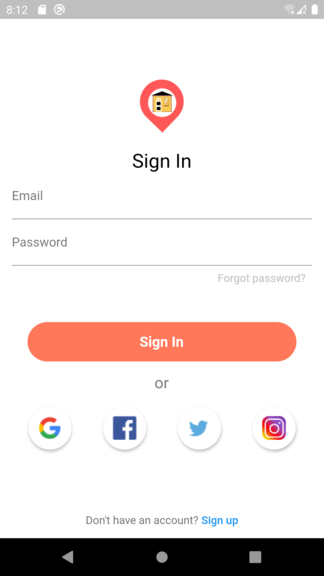 8:12
Sign In
Email
Password
Forgot password?
Sign In
or
Don't have an account? Sign up